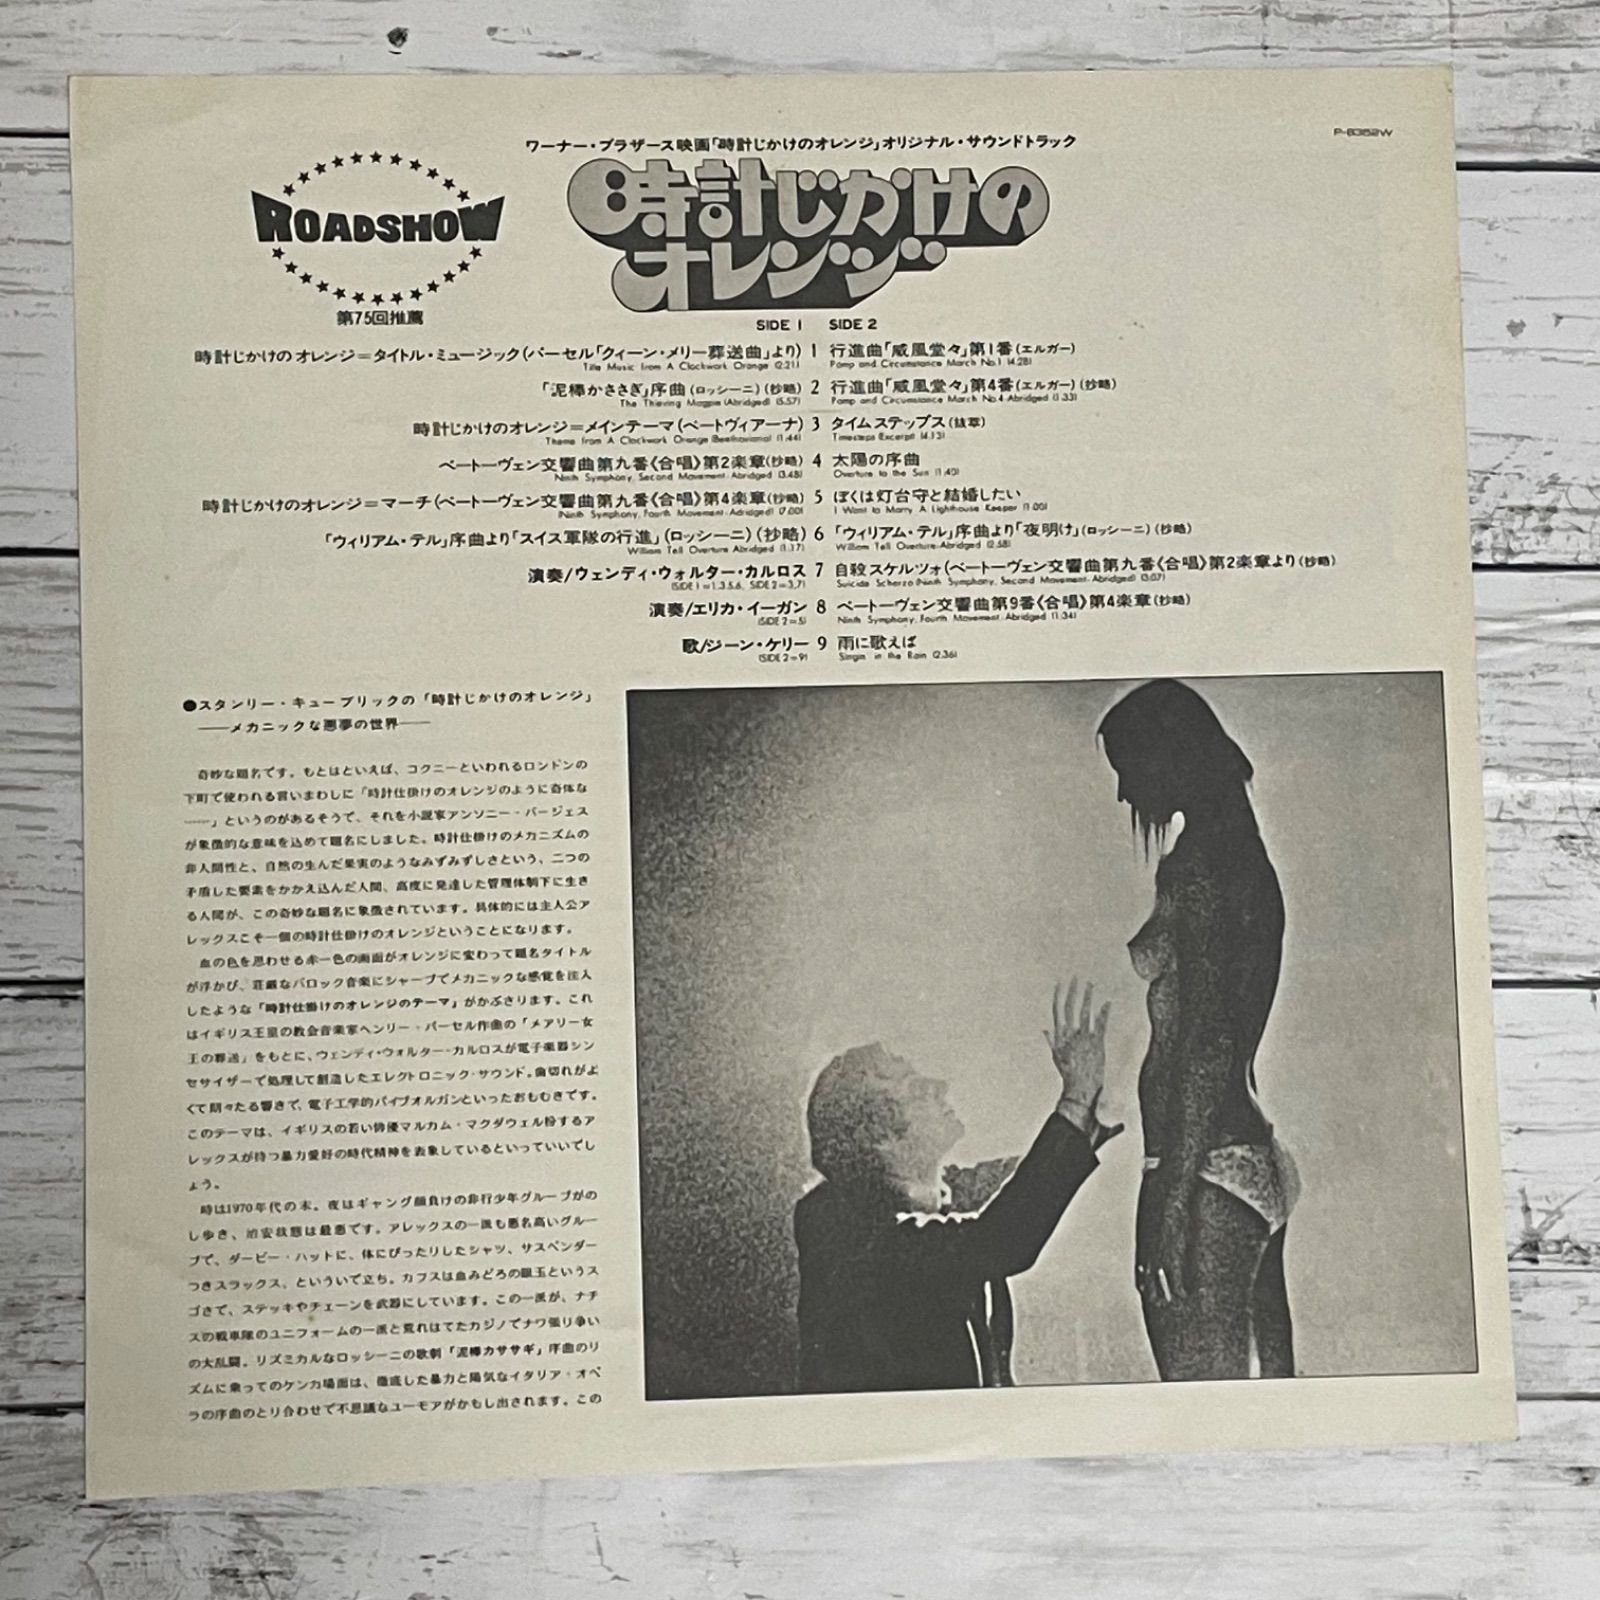 P-8352W
ワーナー・ブラザース映画「時計じかけのオレンジ」オリジナル・サウンドトラック
ROADSHOW
第75回推薦
時計じかけの
オレンジ
SIDE 1
SIDE 2
時計じかけのオレンジ=タイトル・ミュージック(パーセル「クィーン・メリー葬送曲」より) 1
Title Music from A Clockwork Orange (2:21)
「泥棒かささぎ」序曲(ロッシーニ)(抄略) 2
The Thieving Magpie (Abridged) (5:57)
時計じかけのオレンジ=メインテーマ(ベートヴィアーナ) 3
Theme from A Clockwork Orange (Beethoviana) (1:44)
ベートーヴェン交響曲第九番《合唱》第2楽章(抄略) 4
Ninth Symphony, Second Movement-Abridged (3:48)
時計じかけのオレンジ=マーチ(ベートーヴェン交響曲第九番《合唱》第4楽章(抄略) 5
(Ninth Symphony, Fourth Movement-Adridged) (7:00)
「ウィリアム・テル」序曲より「スイス軍隊の行進」(ロッシーニ)(抄略) 6
William Tell Overture Abridged (1:17)
演奏/ウェンディ・ウォルター・カルロス 7
(SIDE 1=1.3.5.6, SIDE 2=3,7)
演奏/エリカ・イーガン 8
(SIDE 2=5)
歌/ジーン・ケリー 9
(SIDE 2=9)
行進曲「威風堂々」第1番(エルガー)
Pomp and Circumstance March No.1 (4:28)
行進曲「威風堂々」第4番(エルガー)(抄略)
Pomp and Circumstance March No.4-Abridged (1:33)
タイムステップス(抜萃)
Timesteps (Excerpt) (4:13)
太陽の序曲
Overture to the Sun (1:40)
ぼくは灯台守と結婚したい
I Want to Marry A Lighthouse Keeper (1:00)
「ウィリアム・テル」序曲より「夜明け」(ロッシーニ)(抄略)
William Tell Overture-Abridged (2:58)
自殺スケルツォ(ベートーヴェン交響曲第九番《合唱》第2楽章より(抄略)
Suicide Scherzo (Ninth Symphony, Second Movement-Abridged) (3:07)
ベートーヴェン交響曲第9番《合唱》第4楽章(抄略)
Ninth Symphony, Fourth Movement-Abridged (1:34)
雨に歌えば
Singin' in the Rain (2:36)
●スタンリー・キューブリックの「時計じかけのオレンジ」
――メカニックな悪夢の世界――
奇妙な題名です。もとはといえば、コクニーといわれるロンドンの
下町で使われる言いまわしに「時計仕掛けのオレンジのように奇体な
……」というのがあるそうで、それを小説家アンソニー・バージェス
が象徴的な意味を込めて題名にしました。時計仕掛けのメカニズムの
非人間性と、自然の生んだ果実のようなみずみずしさという、二つの
矛盾した要素をかかえ込んだ人間、高度に発達した管理体制下に生き
る人間が、この奇妙な題名に象徴されています。具体的には主人公ア
レックスこそ一個の時計仕掛けのオレンジということになります。
血の色を思わせる赤一色の画面がオレンジに変わって題名タイトル
が浮かび、荘厳なバロック音楽にシャープでメカニックな感覚を注入
したような「時計仕掛けのオレンジのテーマ」がかぶさります。これ
はイギリス王室の教会音楽家ヘンリー・パーセル作曲の「メアリー女
王の葬送」をもとに、ウェンディ・ウォルター・カルロスが電子楽器シン
セサイザーで処理して創造したエレクトロニック・サウンド。歯切れがよ
くて朗々たる響きで、電子工学的パイプオルガンといったおもむきです。
このテーマは、イギリスの若い俳優マルカム・マクダウェル扮するア
レックスが持つ暴力愛好の時代精神を表象しているといっていいでし
ょう。
時は1970年代の末。夜はギャング顔負けの非行少年グループがの
し歩き、治安状態は最悪です。アレックスの一派も悪名高いグルー
プで、ダービー・ハットに、体にぴったりしたシャツ、サスペンダー
つきスラックス、といういで立ち。カフスは血みどろの眼玉というス
ゴさで、ステッキやチェーンを武器にしています。この一派が、ナチ
スの戦車隊のユニフォームの一派と荒れはてたカジノでナワ張り争い
の大乱闘。リズミカルなロッシーニの歌劇「泥棒カササギ」序曲のリ
ズムに乗ってのケンカ場面は、徹底した暴力と陽気なイタリア・オペ
ラの序曲のとり合わせで不思議なユーモアがかもし出されます。この